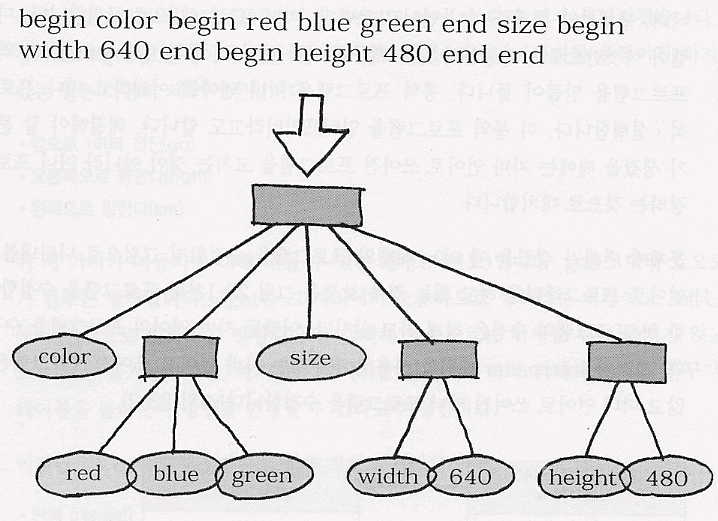 begin color begin red blue green end size begin
width 640 end begin height 480 end end
color
size
red blue green width 640 height 480